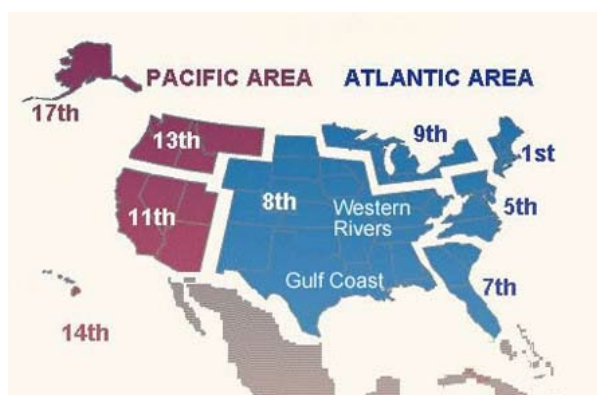 PACIFIC AREA
ATLANTIC AREA
17th
13th
9th
1st
11th
8th
Western
Rivers
5th
Gulf Coast
7th
14th